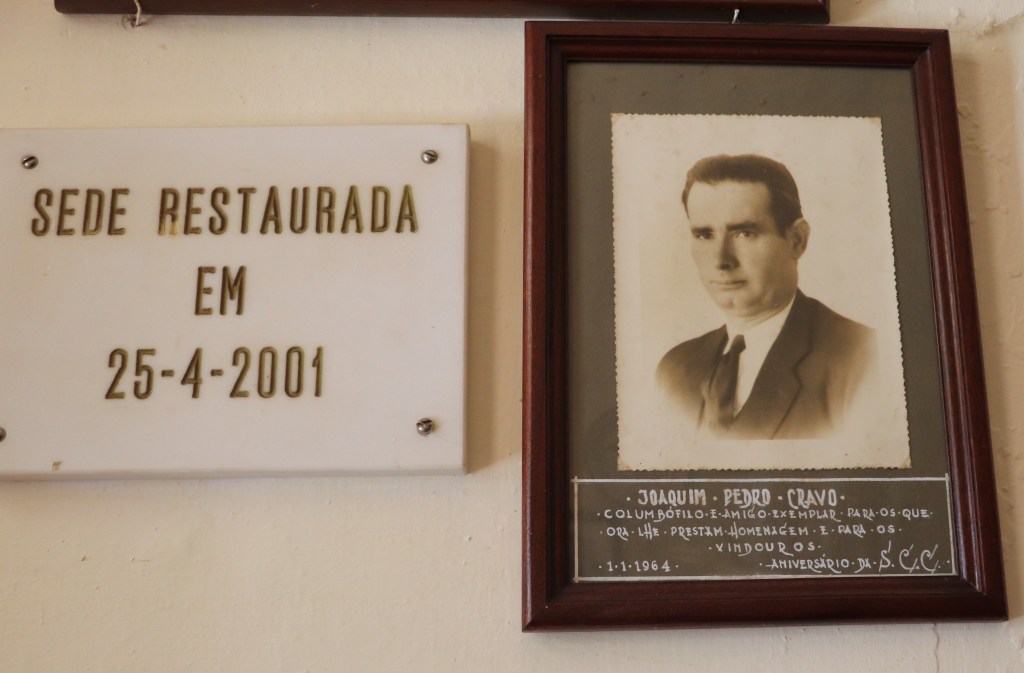 SEDE RESTAURADA
EM
25-4-2001
· JOAQUIM · PEDRO · CRAVO ·
· COLUMBÓFILO · E · AMIGO · EXEMPLAR · PARA · OS · QUE ·
· ORA · LHE · PRESTAM · HOMENAGEM · E · PARA · OS ·
· VINDOUROS ·
· 1 · 1 · 1964 · · ANIVERSÁRIO · DA · S. C. C. ·